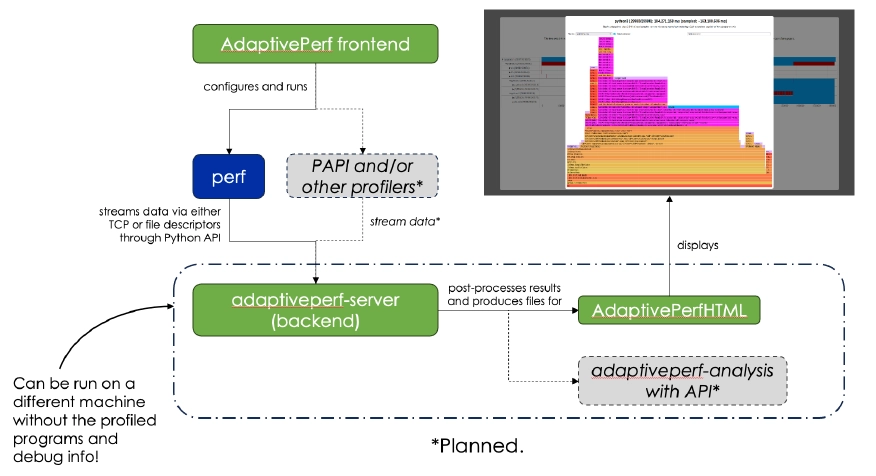 AdaptivePerf frontend
configures and runs
perf
PAPI and/or
other profilers*
streams data via either
TCP or file descriptors
through Python API
stream data*
displays
adaptiveperf-server
(backend)
post-processes results
and produces files for
AdaptivePerfHTML
adaptiveperf-analysis
with API*
Can be run on a
different machine
without the profiled
programs and
debug info!
*Planned.